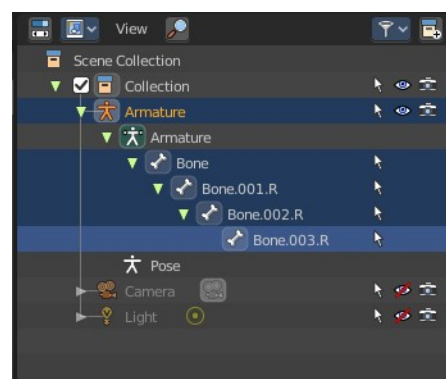 View
Scene Collection
Collection
Armature
Armature
Bone
Bone.001.R
Bone.002.R
Bone.003.R
Pose
Camera
Light